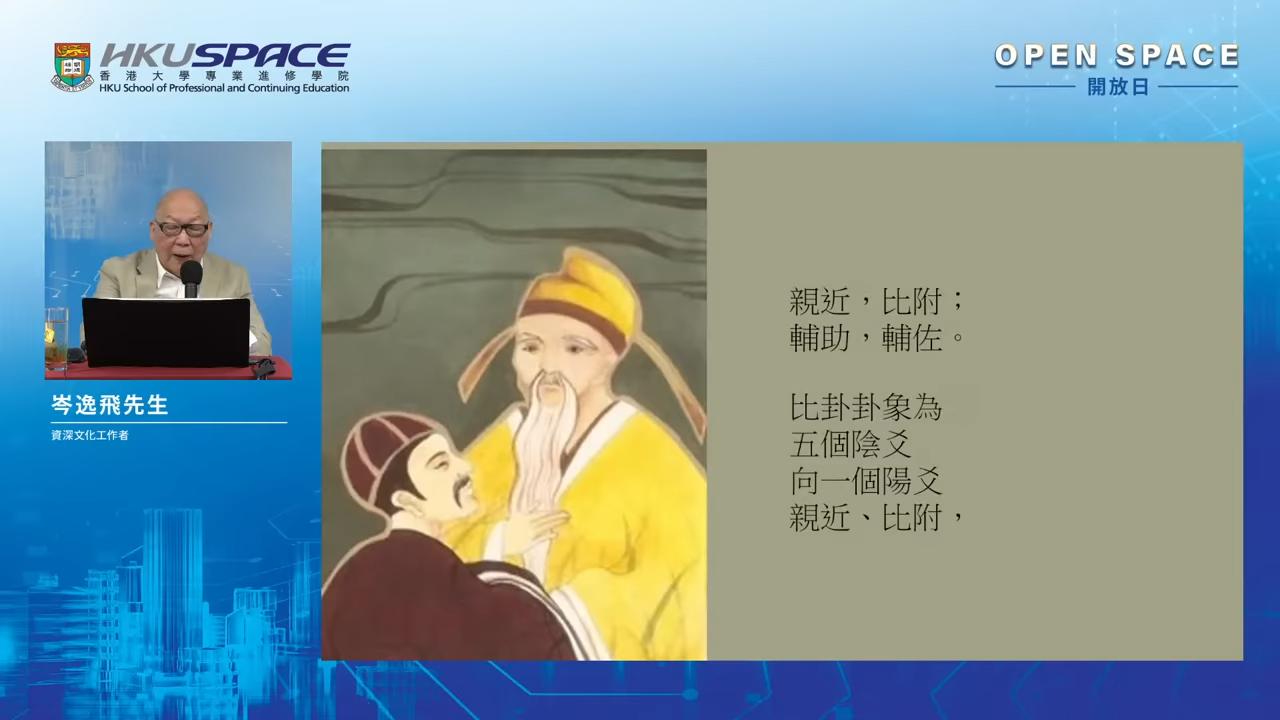 HKUSPACE
香港大學專業進修學院
HKU School of Professional and Continuing Education
OPEN SPACE
開放日
岑逸飛先生
資深文化工作者
親近，比附；
輔助，輔佐。
比卦卦象為
五個陰爻
向一個陽爻
親近、比附，